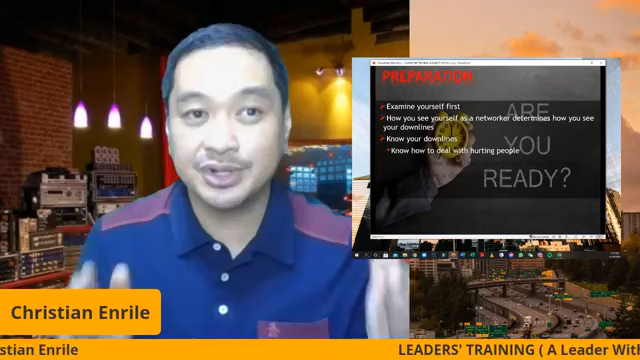 PREPARATION
Examine yourself first
How you see yourself as a networker determines how you see
your downlines
Know your downlines
Know how to deal with hurting people
ARE
YOU
READY?
Christian Enrile
stian Enrile
LEADERS' TRAINING ( A Leader With